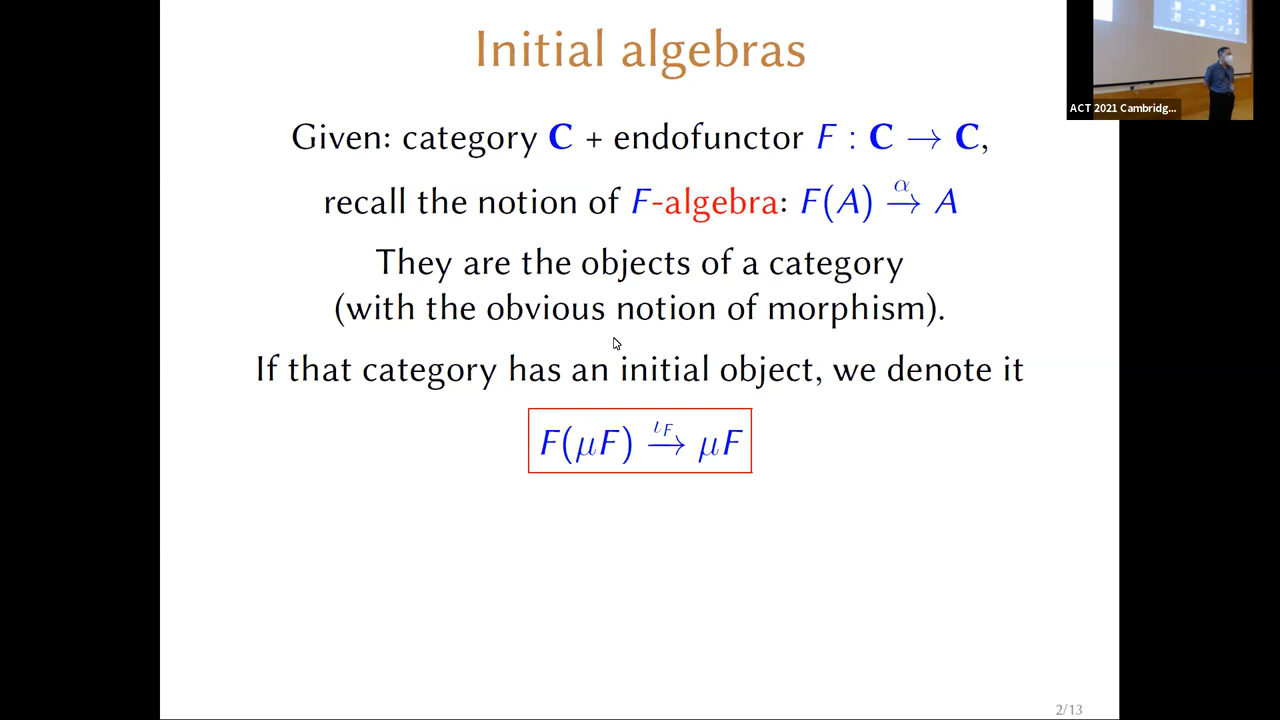 Initial algebras
ACT 2021 Cambridg...
Given: category C + endofunctor F : C → C,
recall the notion of F-algebra: F(A) →^α A
They are the objects of a category
(with the obvious notion of morphism).
If that category has an initial object, we denote it
F(μF) →^{ι_F} μF
2/13